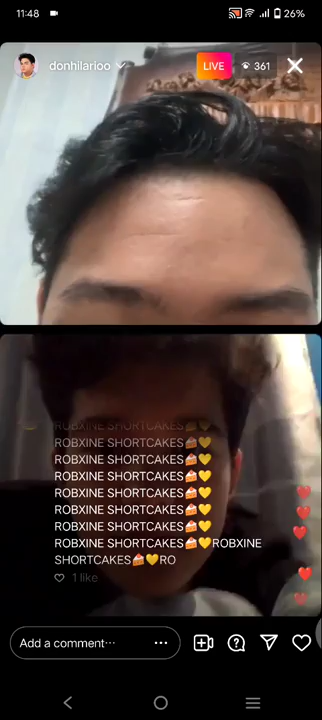 11:48
26%
donhilarioo
LIVE
361
ROBXINE SHORTCAKES🍰💛
ROBXINE SHORTCAKES🍰💛
ROBXINE SHORTCAKES🍰💛
ROBXINE SHORTCAKES🍰💛
ROBXINE SHORTCAKES🍰💛
ROBXINE SHORTCAKES🍰💛
ROBXINE SHORTCAKES🍰💛
ROBXINE SHORTCAKES🍰💛ROBXINE
SHORTCAKES🍰💛RO
1 like
Add a comment···